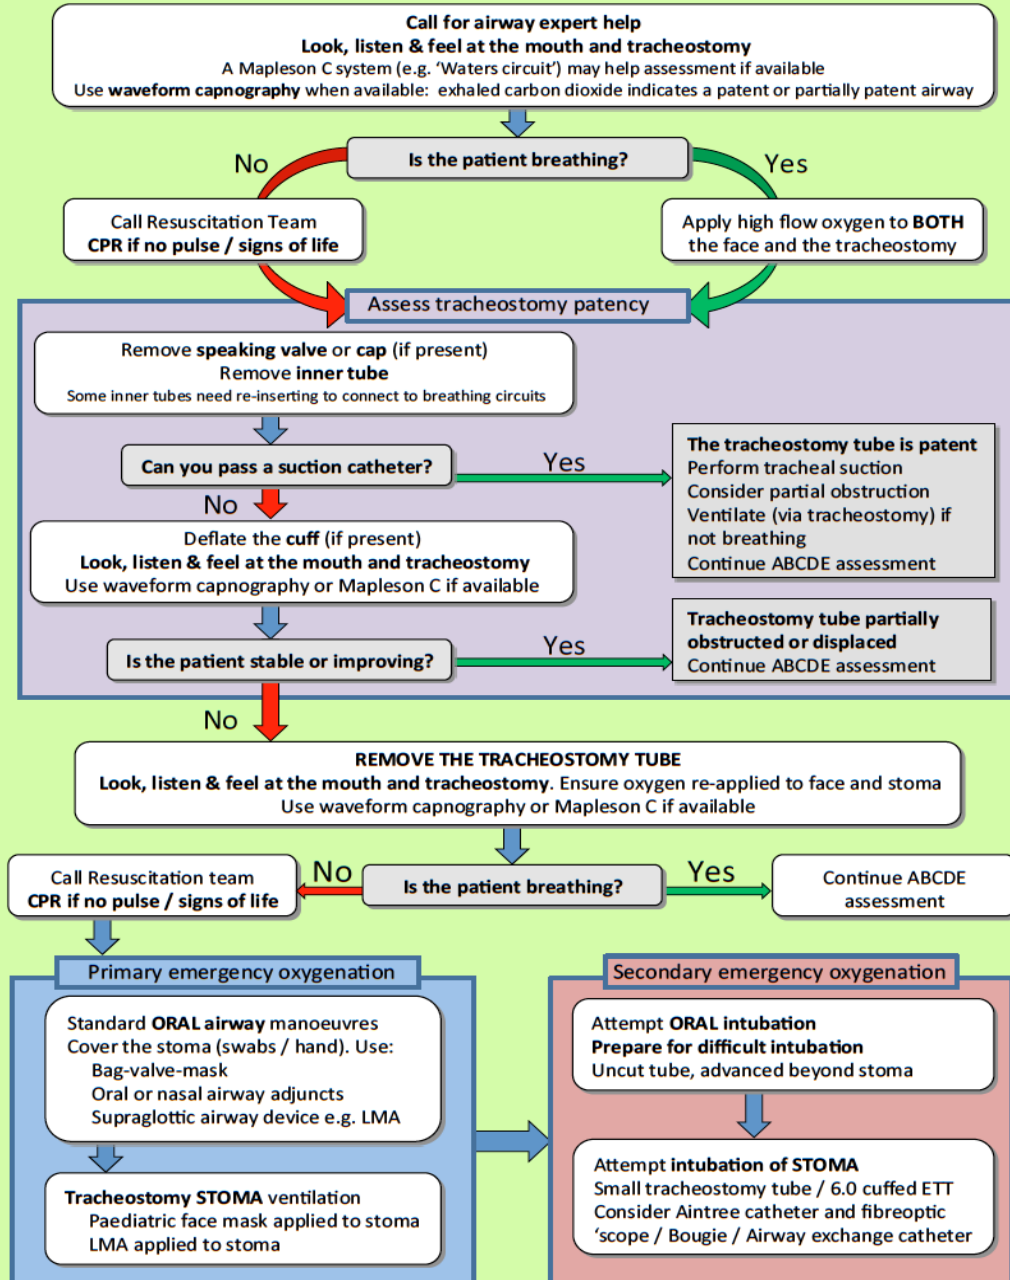 Call for airway expert help
Look, listen & feel at the mouth and tracheostomy
A Mapleson C system (e.g. ‘Waters circuit’) may help assessment if available
Use waveform capnography when available: exhaled carbon dioxide indicates a patent or partially patent airway
Is the patient breathing?
No
Yes
Call Resuscitation Team
CPR if no pulse / signs of life
Apply high flow oxygen to BOTH
the face and the tracheostomy
Assess tracheostomy patency
Remove speaking valve or cap (if present)
Remove inner tube
Some inner tubes need re-inserting to connect to breathing circuits
Can you pass a suction catheter?
Yes
The tracheostomy tube is patent
Perform tracheal suction
Consider partial obstruction
Ventilate (via tracheostomy) if
not breathing
Continue ABCDE assessment
No
Deflate the cuff (if present)
Look, listen & feel at the mouth and tracheostomy
Use waveform capnography or Mapleson C if available
Is the patient stable or improving?
Yes
Tracheostomy tube partially
obstructed or displaced
Continue ABCDE assessment
No
REMOVE THE TRACHEOSTOMY TUBE
Look, listen & feel at the mouth and tracheostomy. Ensure oxygen re-applied to face and stoma
Use waveform capnography or Mapleson C if available
Is the patient breathing?
No
Yes
Call Resuscitation team
CPR if no pulse / signs of life
Continue ABCDE
assessment
Primary emergency oxygenation
Standard ORAL airway manoeuvres
Cover the stoma (swabs / hand). Use:
Bag-valve-mask
Oral or nasal airway adjuncts
Supraglottic airway device e.g. LMA
Tracheostomy STOMA ventilation
Paediatric face mask applied to stoma
LMA applied to stoma
Secondary emergency oxygenation
Attempt ORAL intubation
Prepare for difficult intubation
Uncut tube, advanced beyond stoma
Attempt intubation of STOMA
Small tracheostomy tube / 6.0 cuffed ETT
Consider Aintree catheter and fibreoptic
‘scope / Bougie / Airway exchange catheter